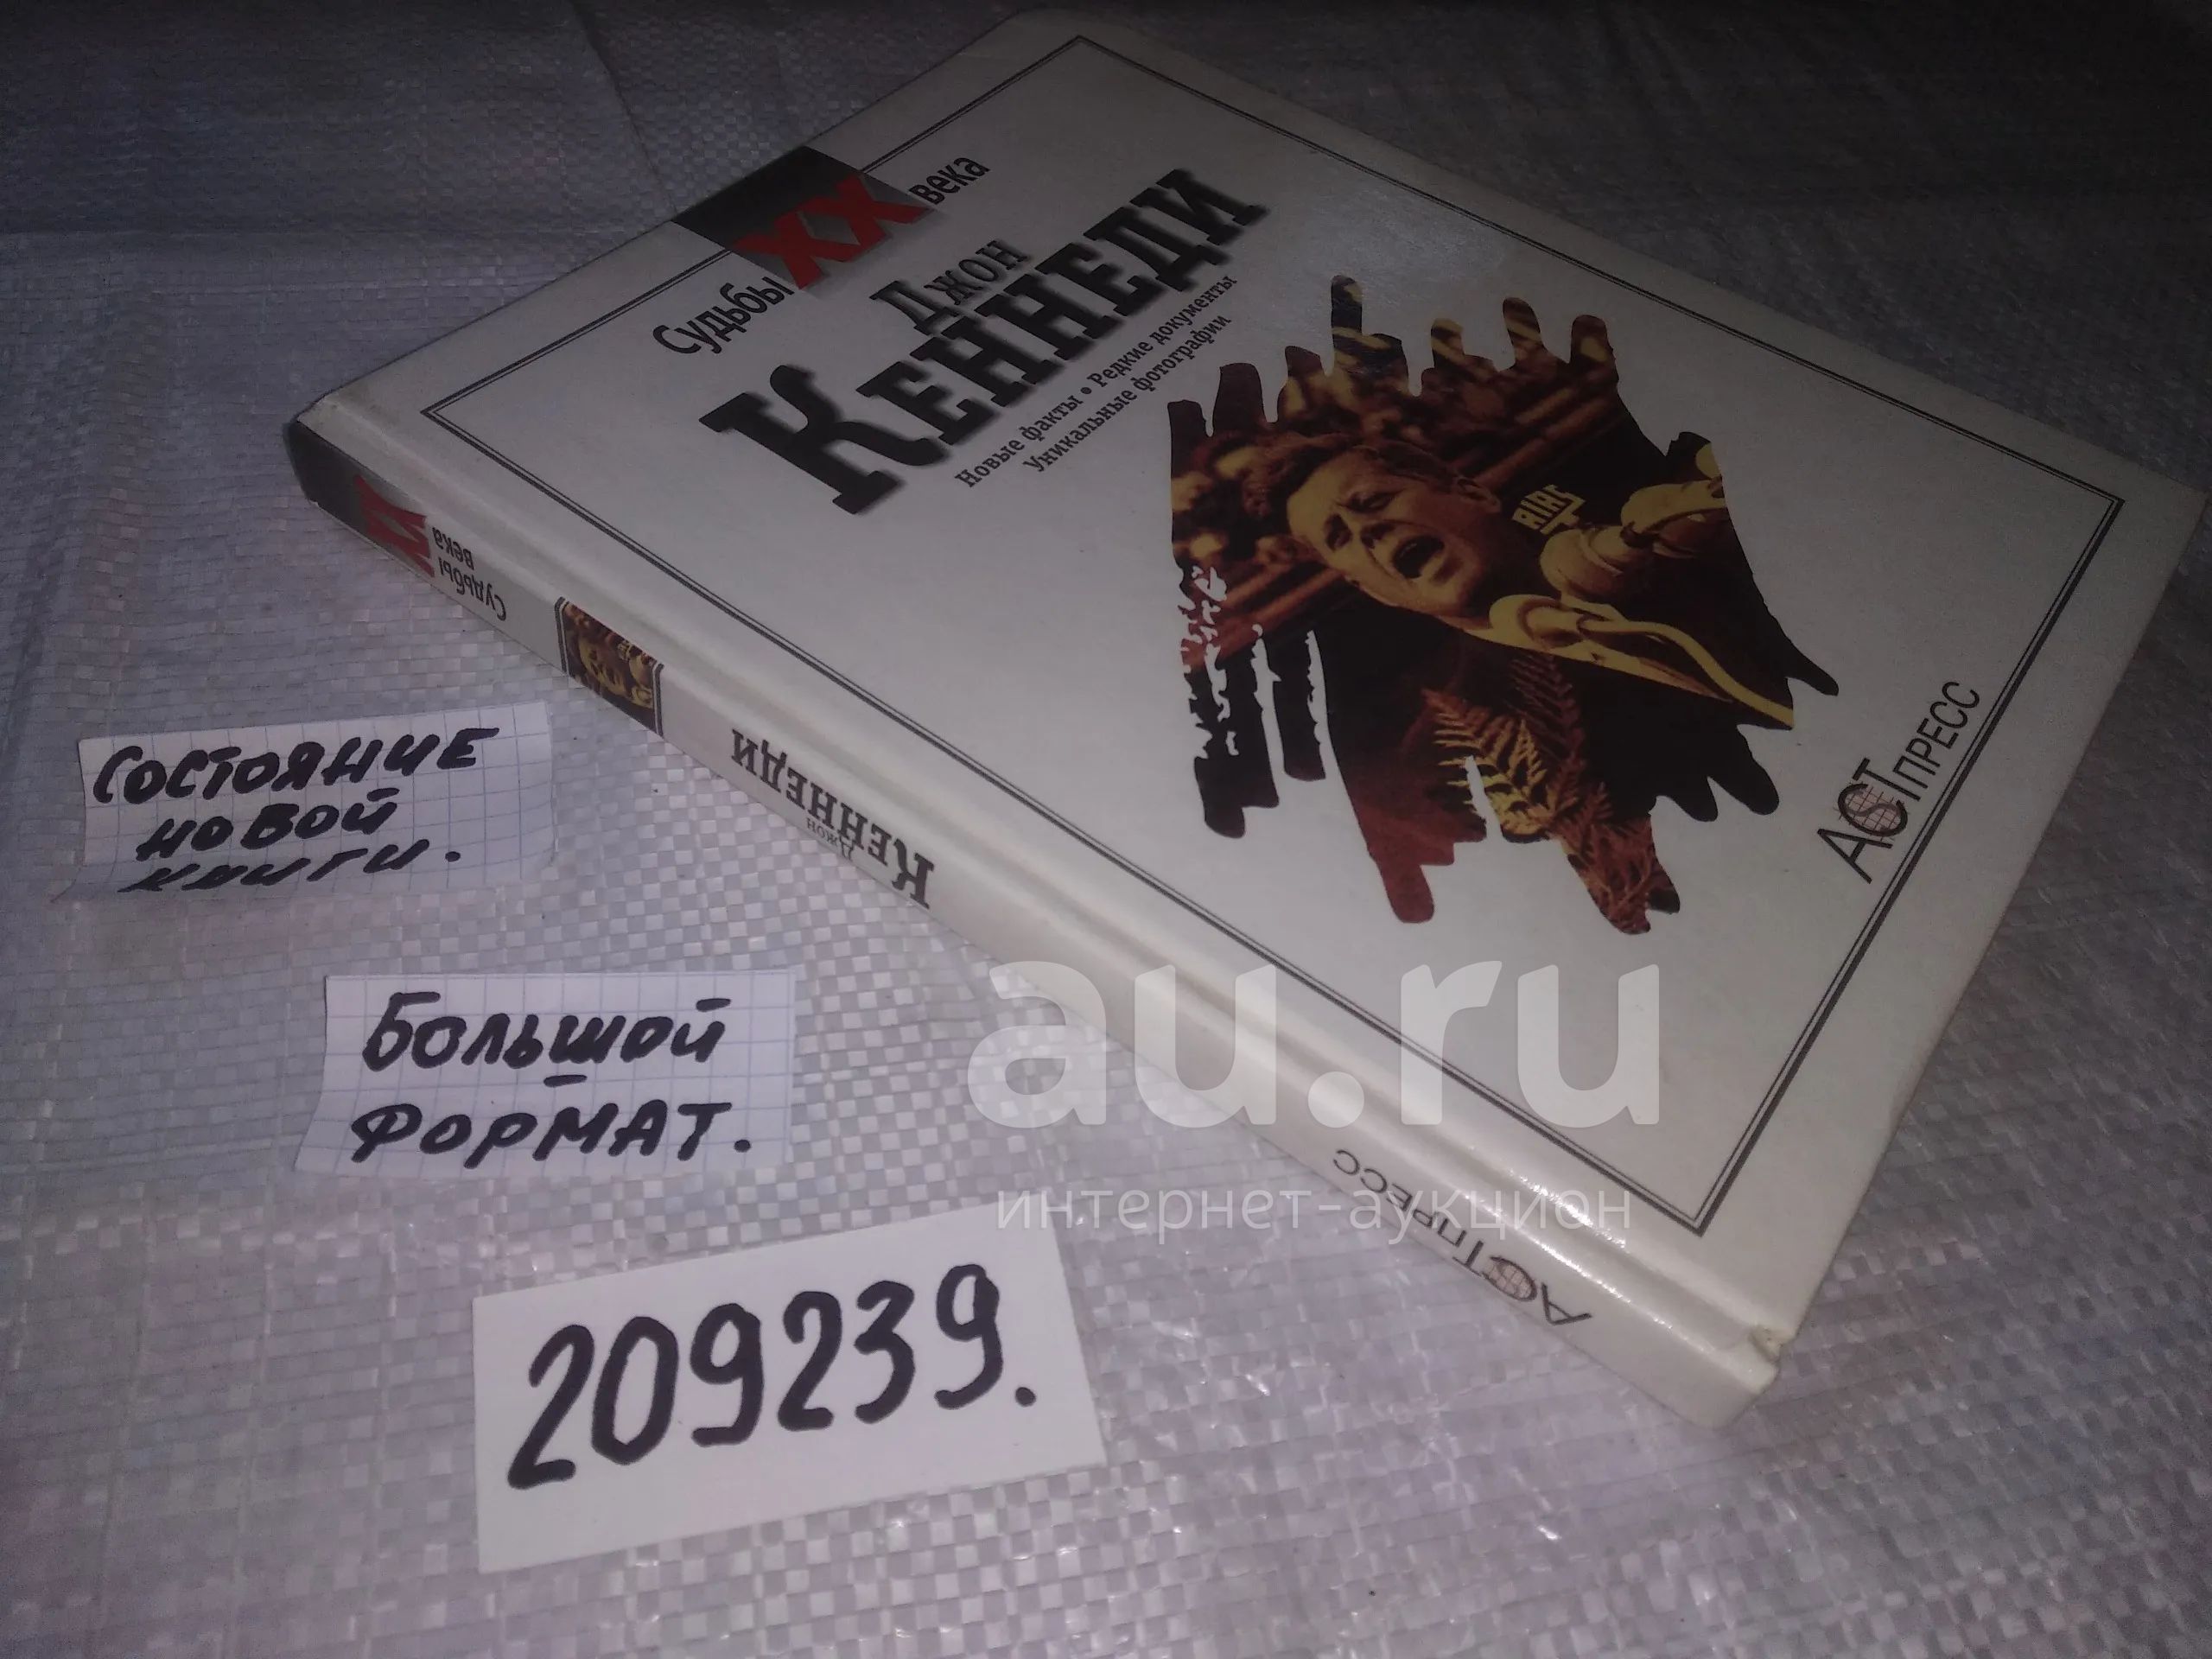 Судьбы XX века
Джон
Кеннеди
Новые факты • Редкие документы
Уникальные фотографии
АСТ ПРЕСС
XX
Судьбы
века
Джон
Кеннеди
АСТ ПРЕСС
Состояние
новой
книги.
Большой
формат.
209239.
au.ru
интернет-аукцион